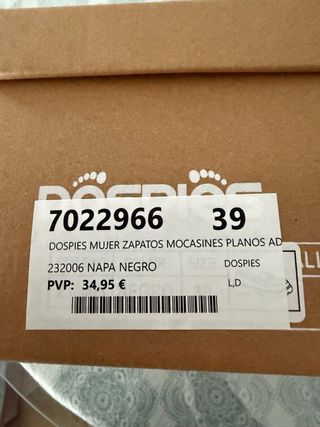 DOSPIES
7022966 39
DOSPIES MUJER ZAPATOS MOCASINES PLANOS AD
232006 NAPA NEGRO DOSPIES
PVP: 34,95 € L,D